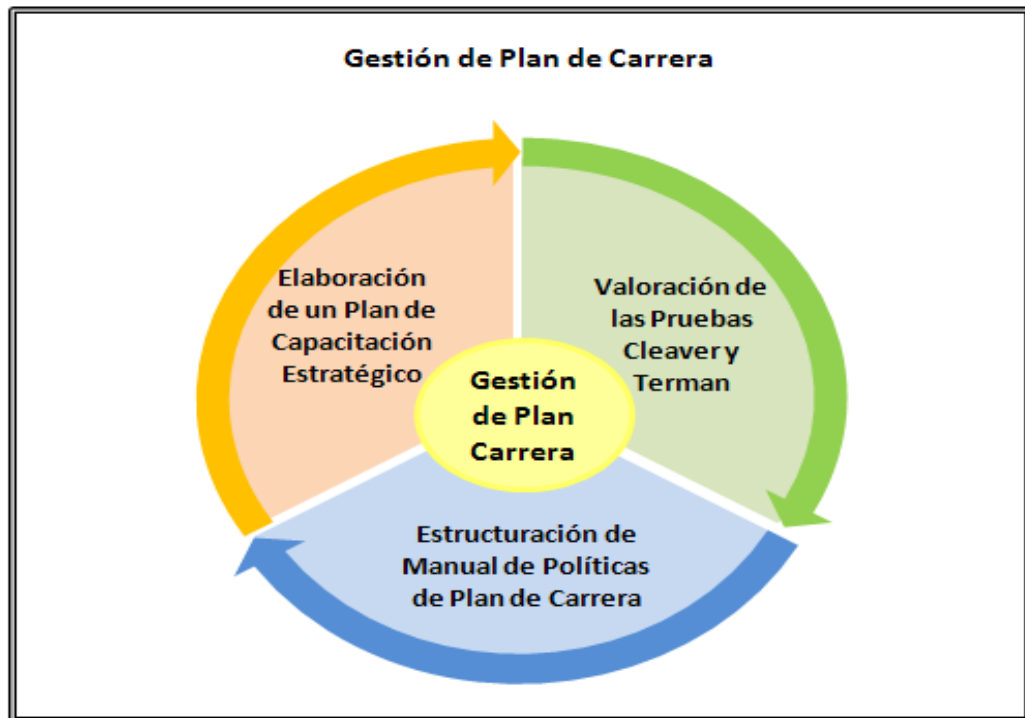 Gestión de Plan de Carrera
Elaboración
de un Plan de
Capacitación
Estratégico
Valoración de
las Pruebas
Cleaver y
Terman
Gestión
de Plan
Carrera
Estructuración de
Manual de Políticas
de Plan de Carrera